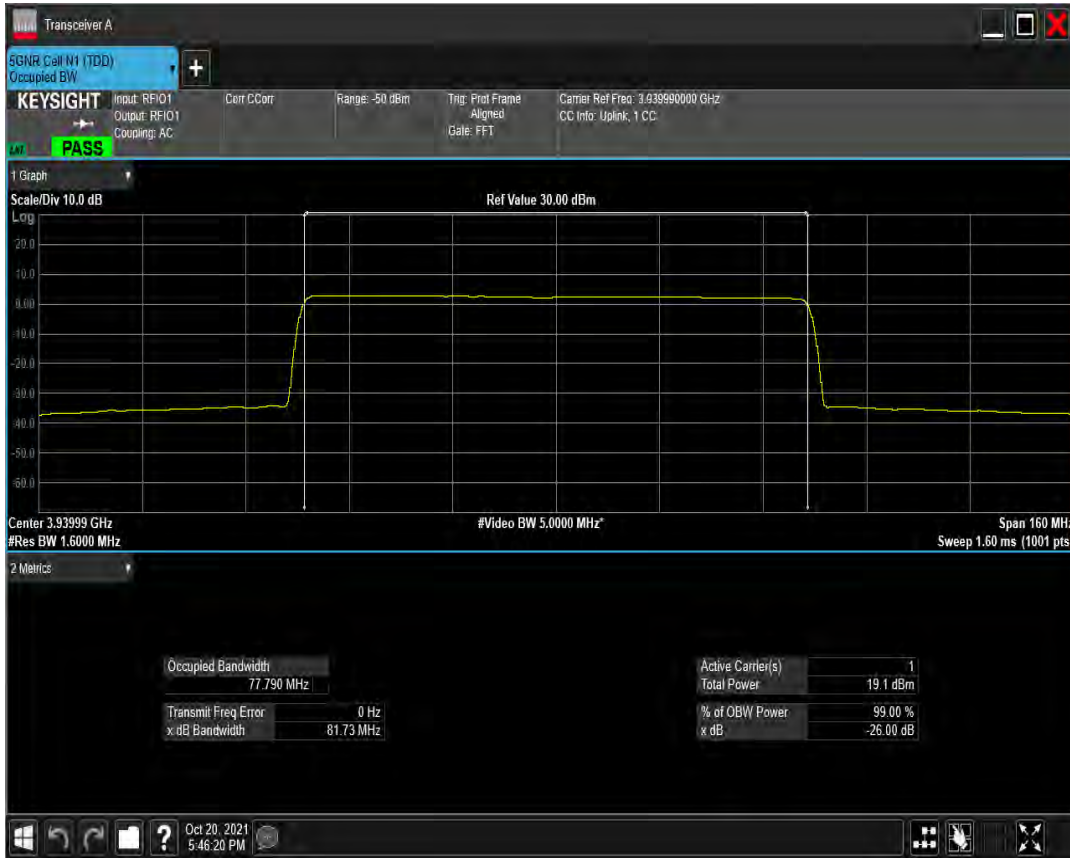 Transceiver A
5GNR Cell N1 (TDD)
Occupied BW
+
KEYSIGHT
Input: RFIO1
Output: RFIO1
Coupling: AC
Corr CCorr
Range: -50 dBm
Trig: Prot Frame
Aligned
Gate: FFT
Carrier Ref Freq: 3.939990000 GHz
CC Info: Uplink, 1 CC
PASS
1 Graph
Scale/Div 10.0 dB
Ref Value 30.00 dBm
Log
20.0
10.0
0.00
-10.0
-20.0
-30.0
-40.0
-50.0
-60.0
Center 3.93999 GHz
#Video BW 5.0000 MHz*
Span 160 MHz
#Res BW 1.6000 MHz
Sweep 1.60 ms (1001 pts
2 Metrics
Occupied Bandwidth
77.790 MHz
Transmit Freq Error 0 Hz
x dB Bandwidth 81.73 MHz
Active Carrier(s) 1
Total Power 19.1 dBm
% of OBW Power 99.00 %
x dB -26.00 dB
?
Oct 20, 2021
5:46:20 PM